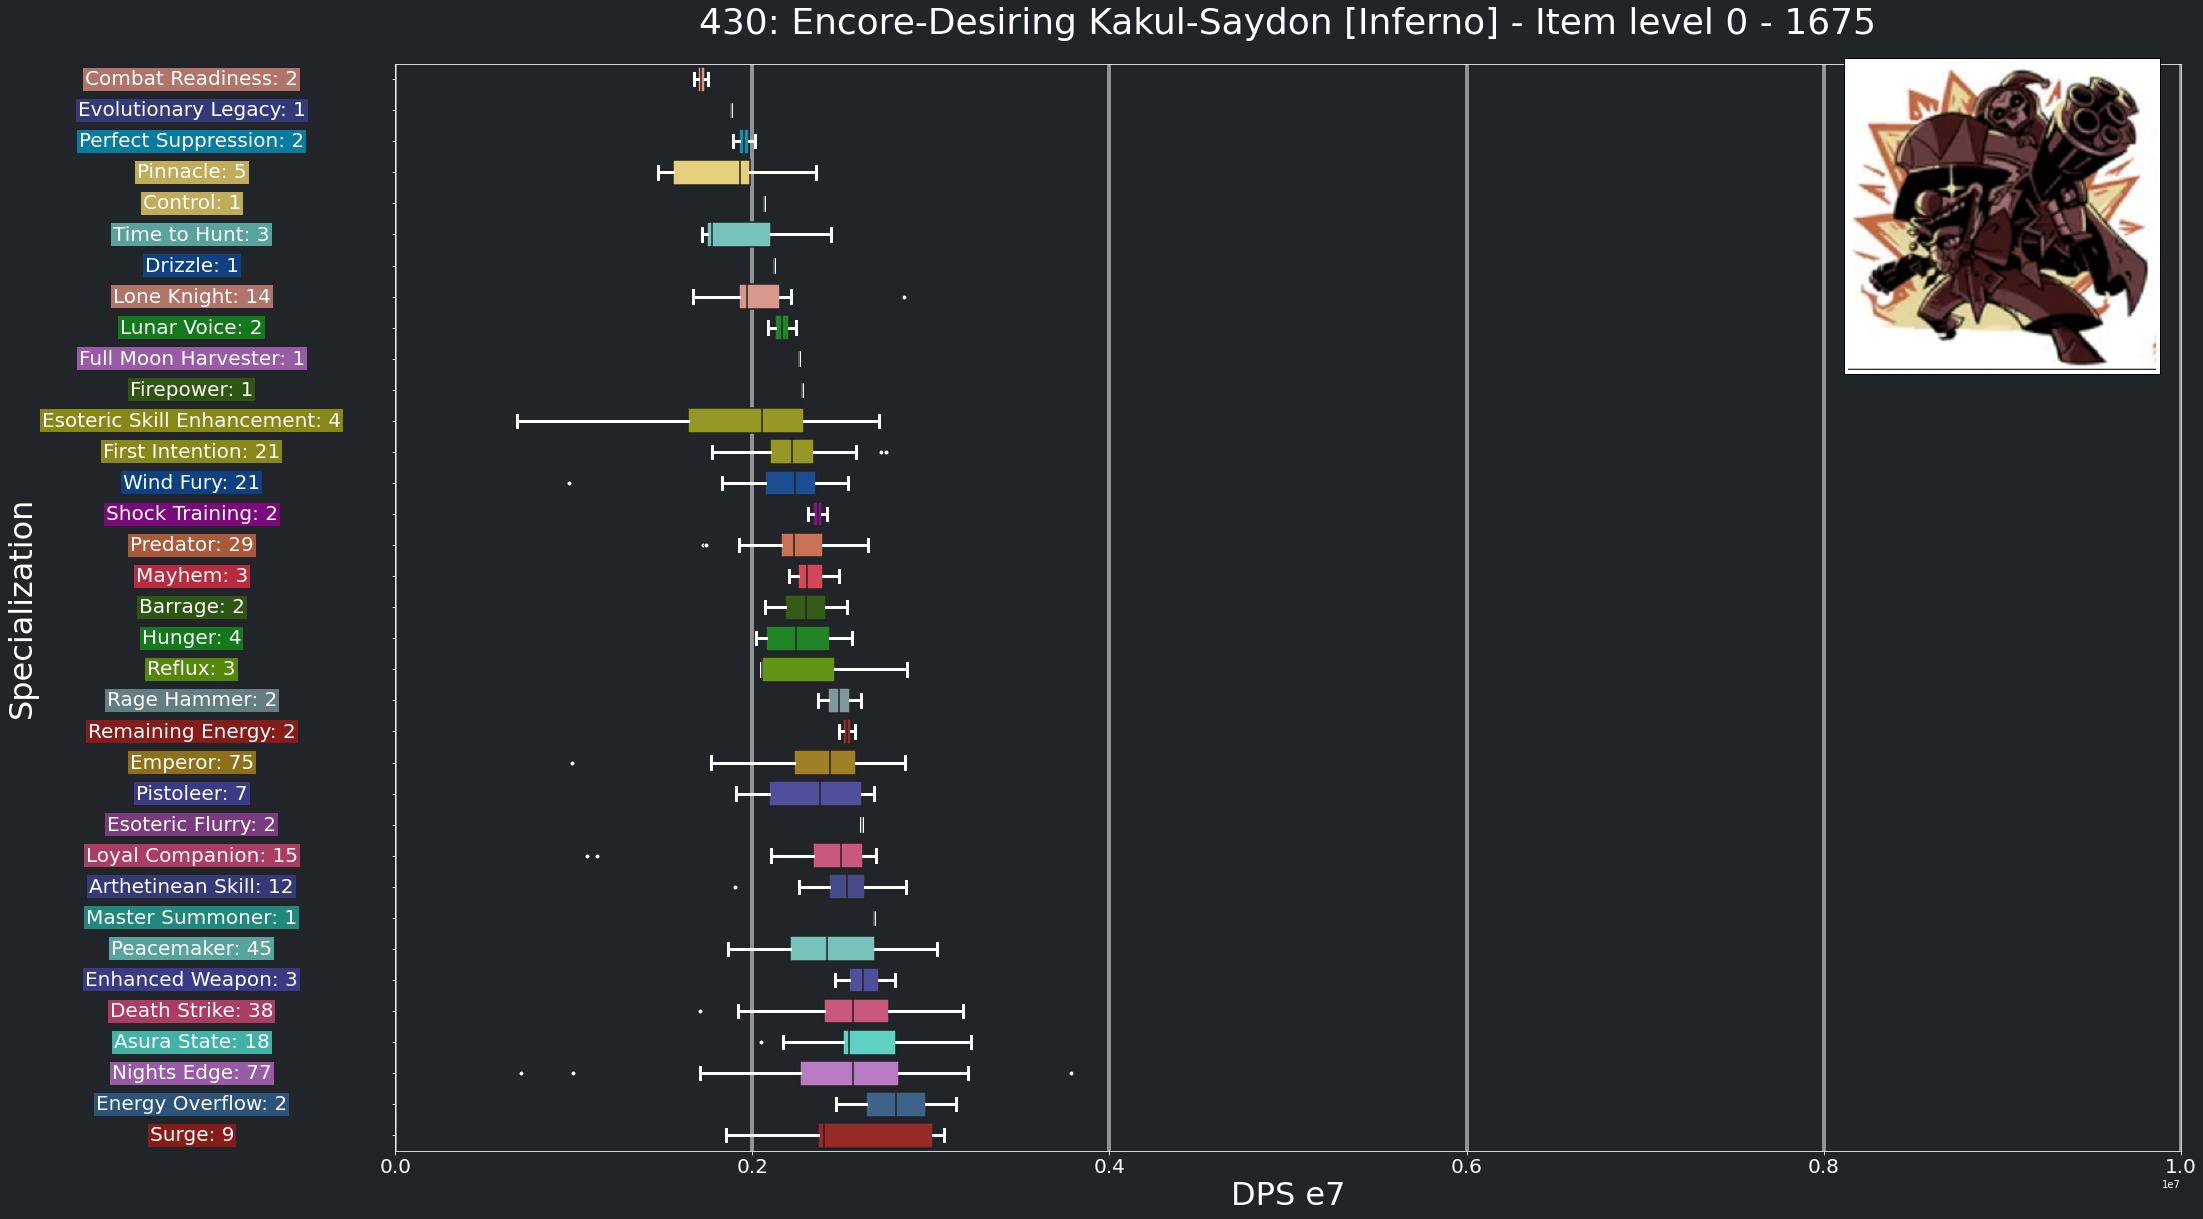 430: Encore-Desiring Kakul-Saydon [Inferno] - Item level 0 - 1675
Combat Readiness: 2
Evolutionary Legacy: 1
Perfect Suppression: 2
Pinnacle: 5
Control: 1
Time to Hunt: 3
Drizzle: 1
Lone Knight: 14
Lunar Voice: 2
Full Moon Harvester: 1
Firepower: 1
Esoteric Skill Enhancement: 4
First Intention: 21
Wind Fury: 21
Shock Training: 2
Predator: 29
Mayhem: 3
Barrage: 2
Hunger: 4
Reflux: 3
Rage Hammer: 2
Remaining Energy: 2
Emperor: 75
Pistoleer: 7
Esoteric Flurry: 2
Loyal Companion: 15
Arthetinean Skill: 12
Master Summoner: 1
Peacemaker: 45
Enhanced Weapon: 3
Death Strike: 38
Asura State: 18
Nights Edge: 77
Energy Overflow: 2
Surge: 9
Specialization
0.0 0.2 0.4 0.6 0.8 1.0
1e7
DPS e7